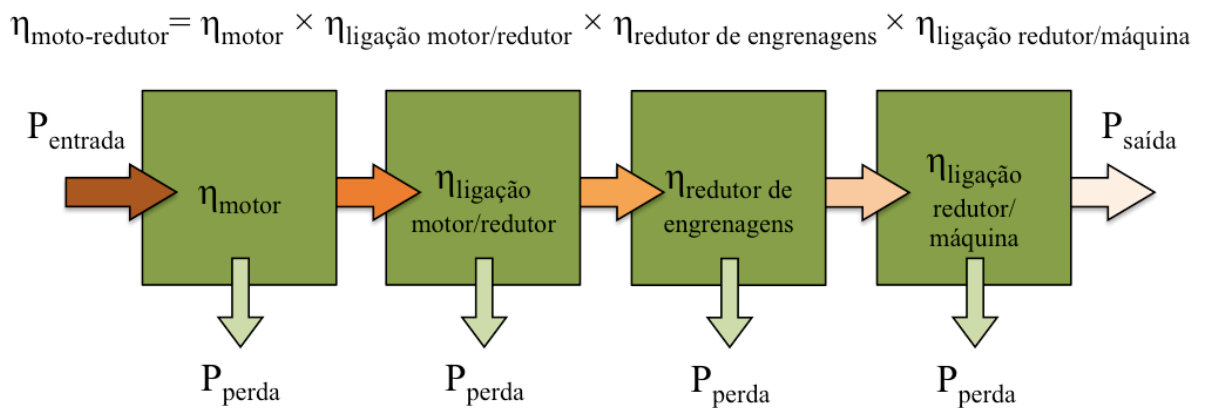 ηmoto-redutor= ηmotor × ηligação motor/redutor × ηredutor de engrenagens × ηligação redutor/máquina
Pentrada
Psaída
ηmotor
ηligação
motor/redutor
ηredutor de
engrenagens
ηligação
redutor/
máquina
Pperda
Pperda
Pperda
Pperda